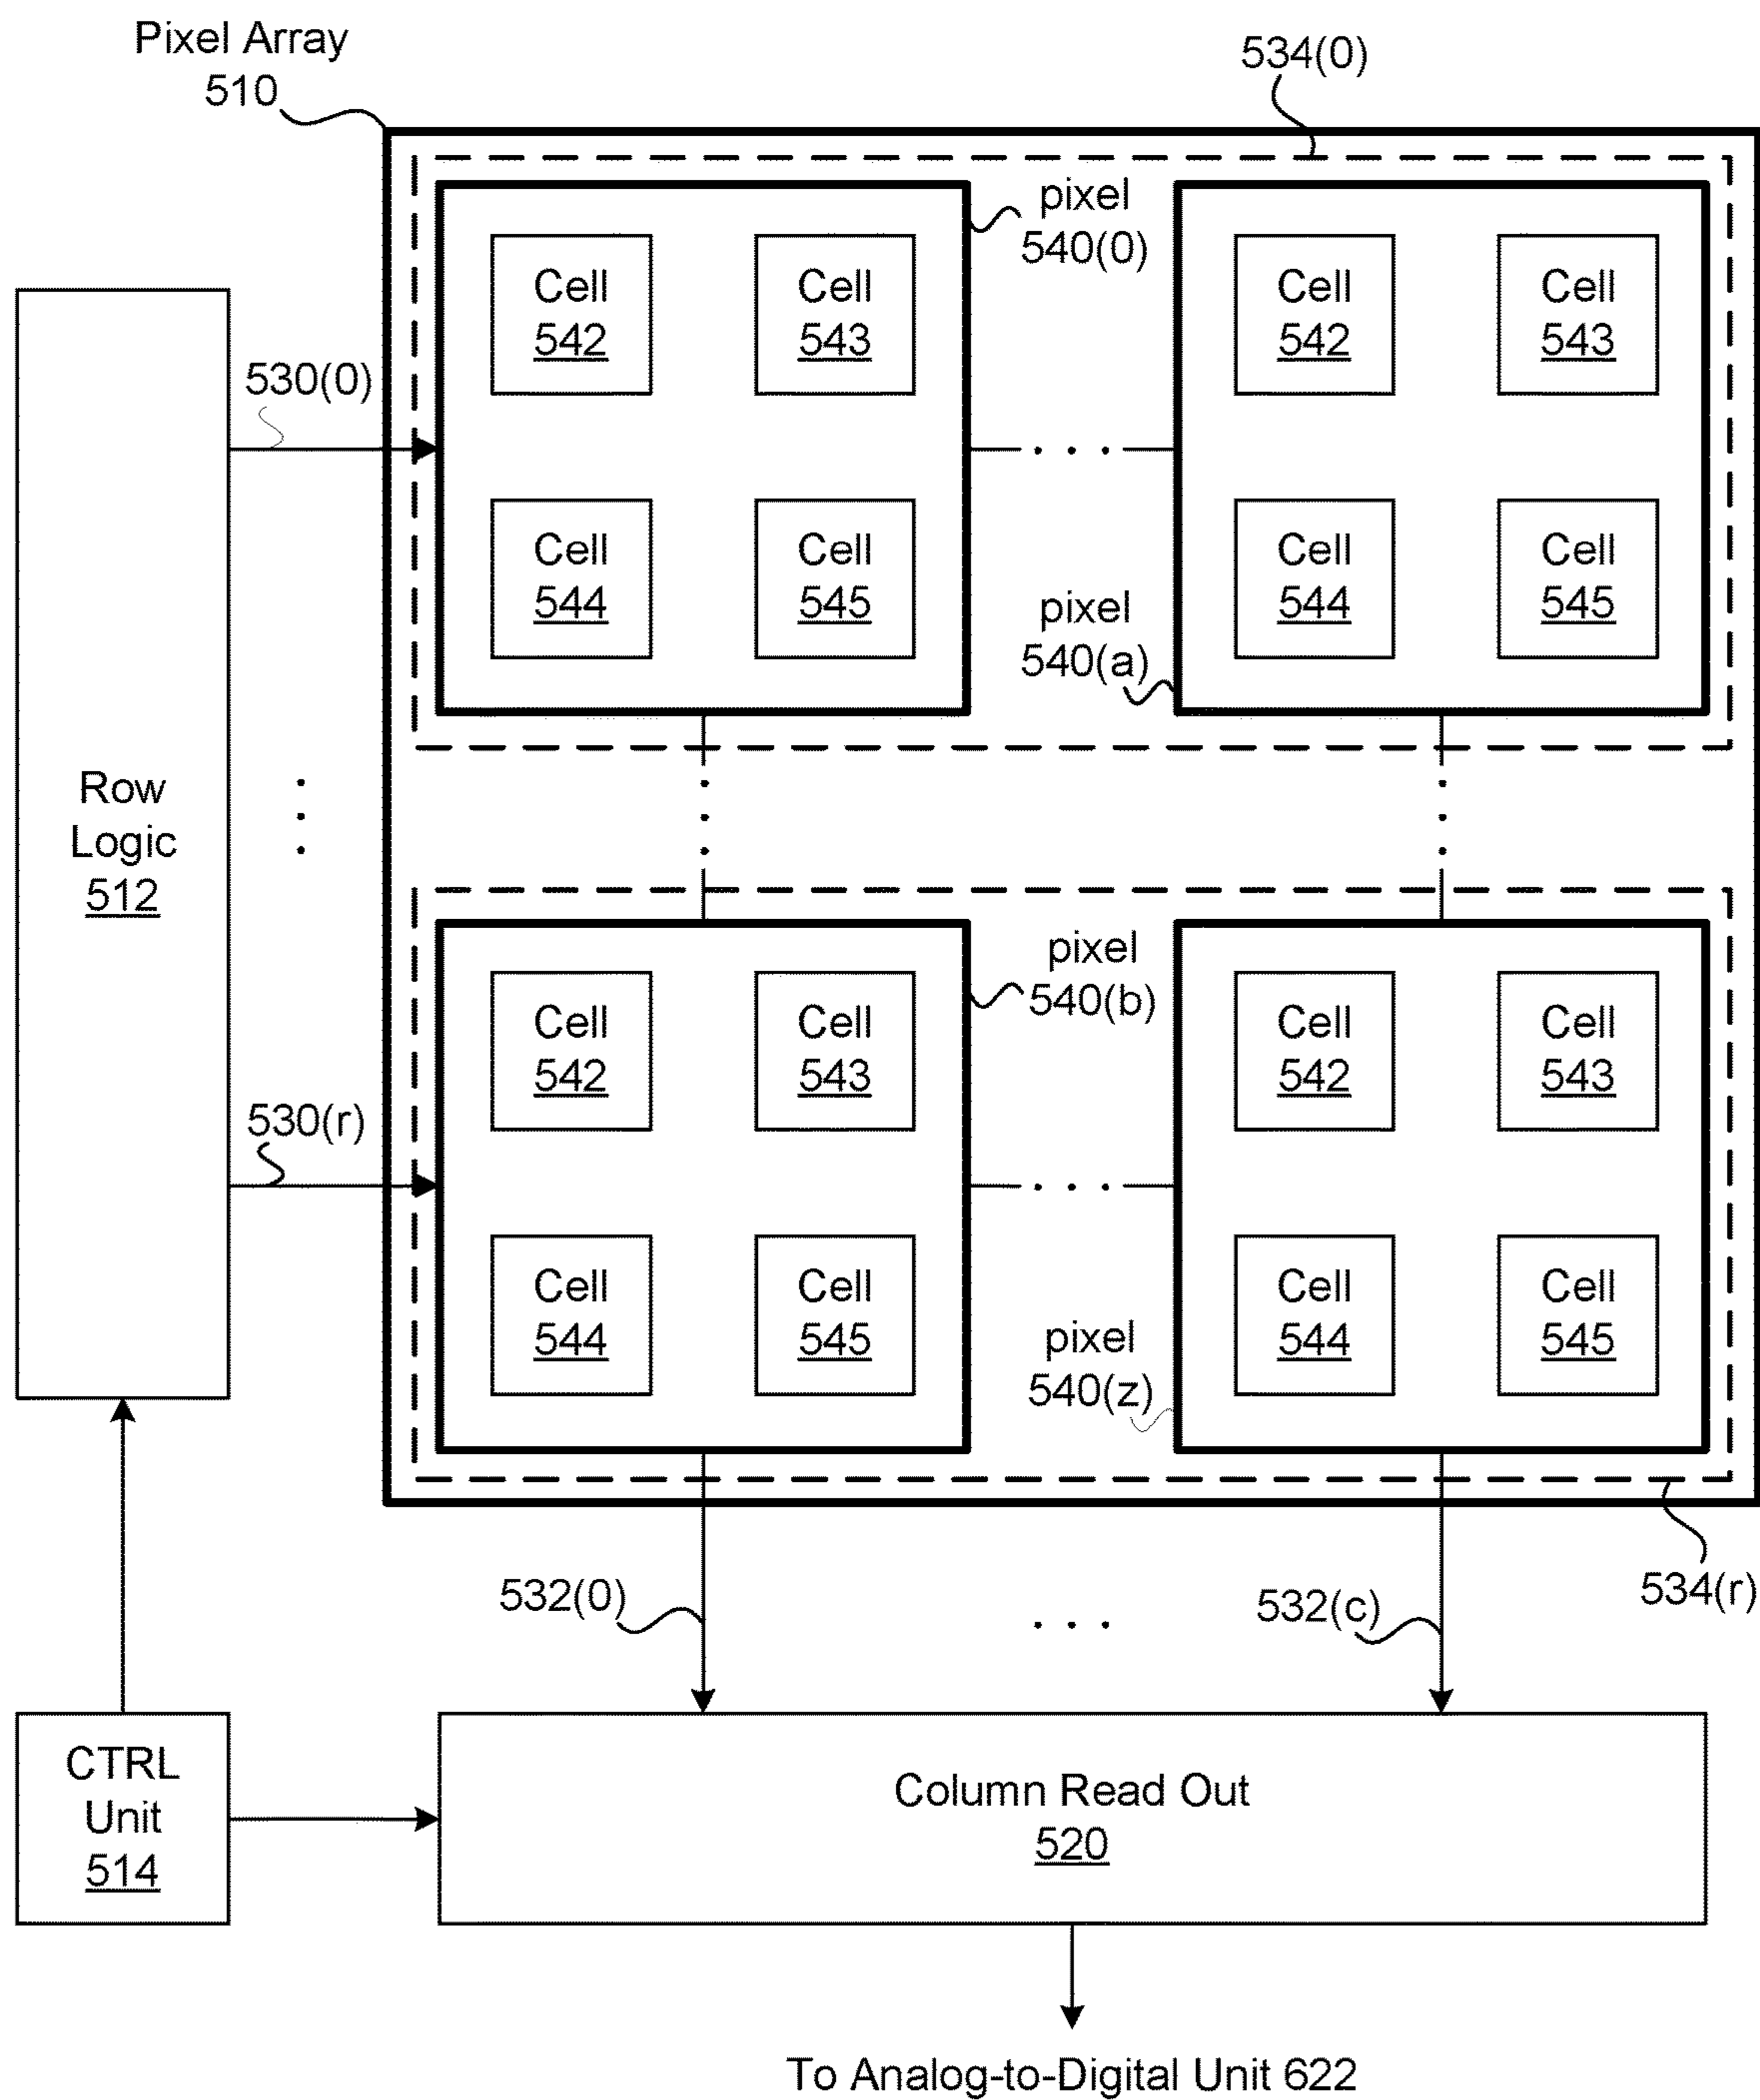 Pixel Array
510
534(0)
pixel
540(0)
Cell
542
Cell
543
Cell
542
Cell
543
530(0)
Cell
544
Cell
545
pixel
540(a)
Cell
544
Cell
545
Row
Logic
512
. . .
. . .
. . .
. . .
pixel
540(b)
Cell
542
Cell
543
Cell
542
Cell
543
530(r)
. . .
Cell
544
Cell
545
pixel
540(z)
Cell
544
Cell
545
532(0)
. . .
532(c)
534(r)
CTRL
Unit
514
Column Read Out
520
To Analog-to-Digital Unit 622